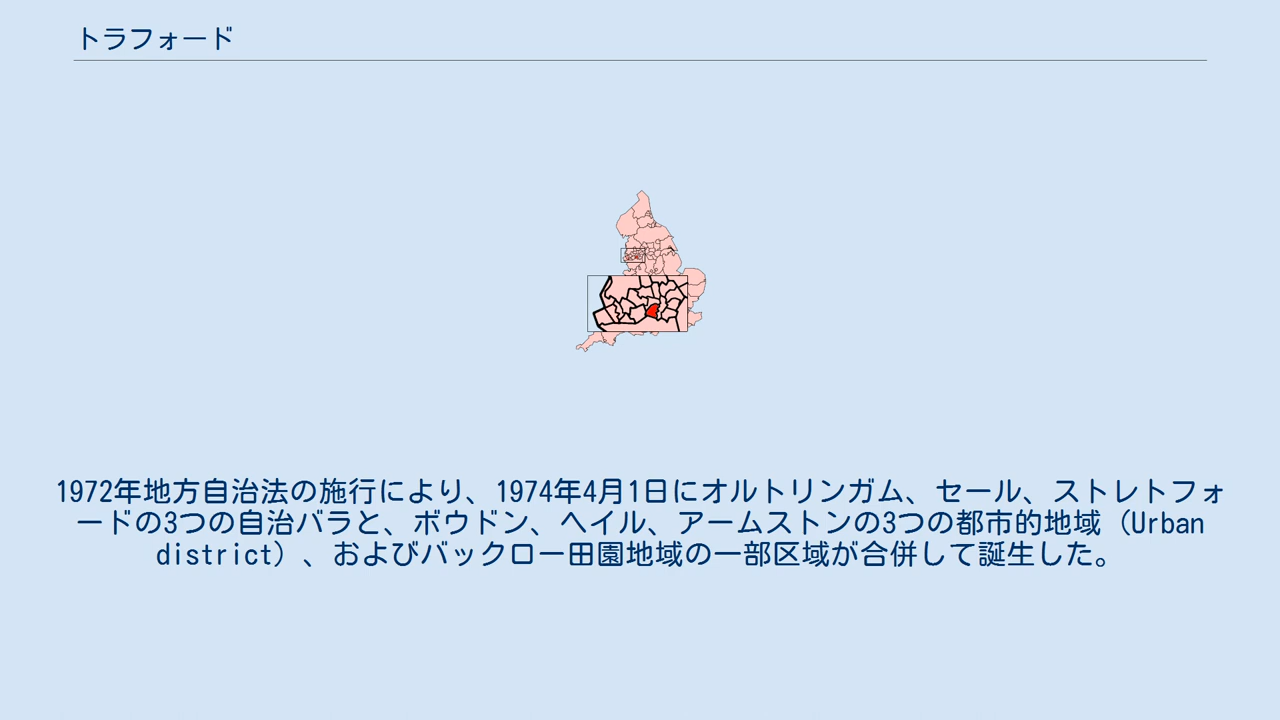 トラフォード
1972年地方自治法の施行により、1974年4月1日にオルトリンガム、セール、ストレトフォ
ードの3つの自治バラと、ボウドン、ヘイル、アームストンの3つの都市的地域（Urban
district）、およびバックロー田園地域の一部区域が合併して誕生した。